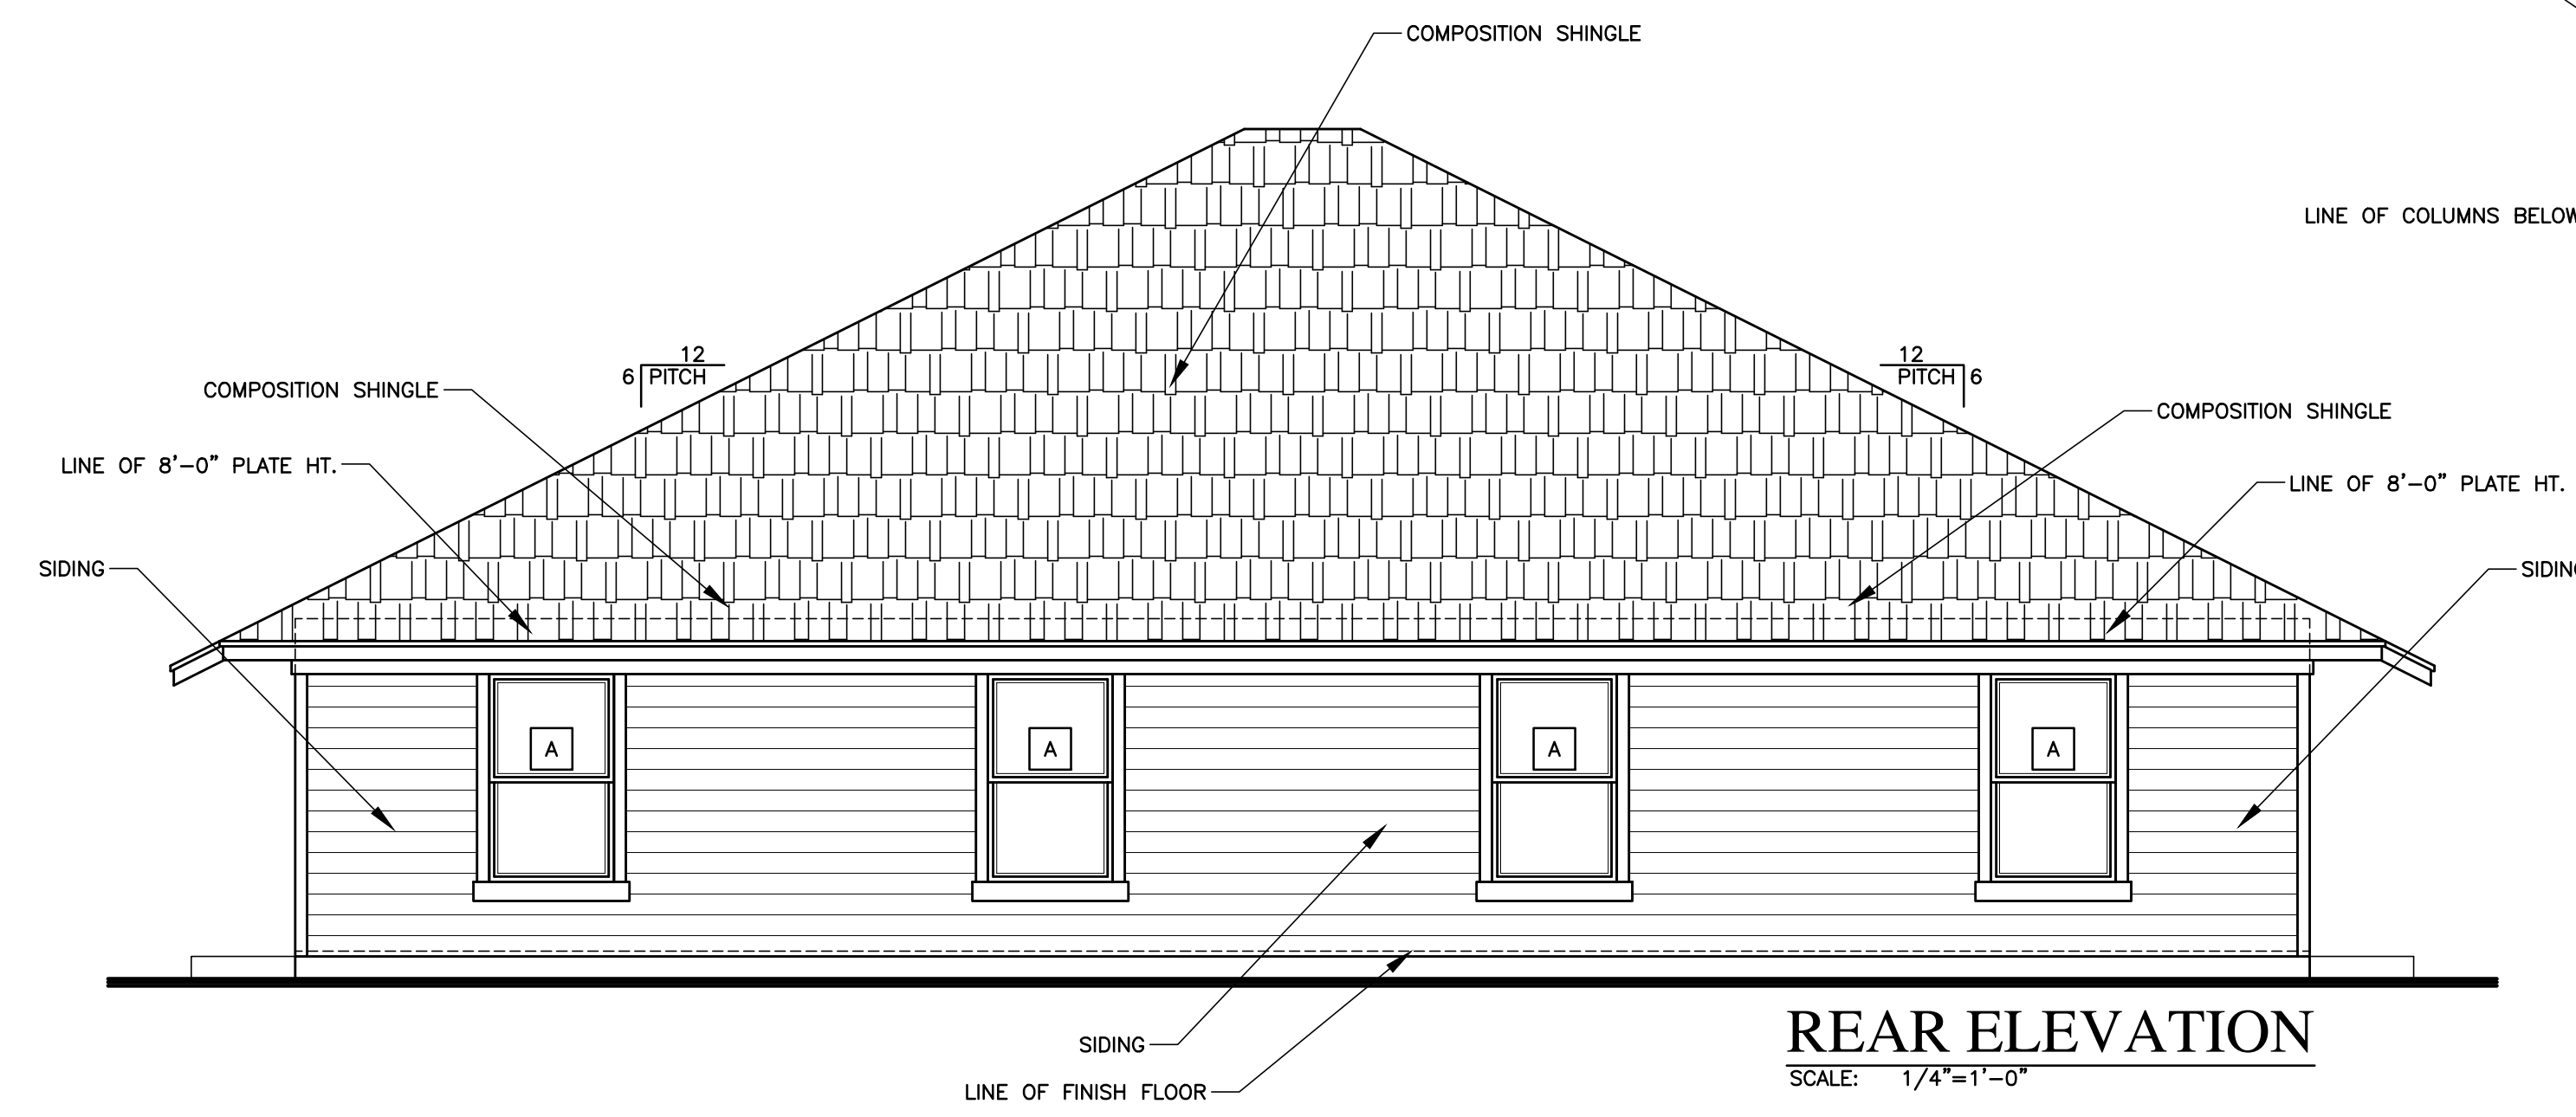 COMPOSITION SHINGLE
LINE OF COLUMNS BELOW
12
6 PITCH
12
PITCH 6
COMPOSITION SHINGLE
COMPOSITION SHINGLE
LINE OF 8'-0" PLATE HT.
LINE OF 8'-0" PLATE HT.
SIDING
SIDING
A
A
A
A
SIDING
LINE OF FINISH FLOOR
REAR ELEVATION
SCALE: 1/4"=1'-0"